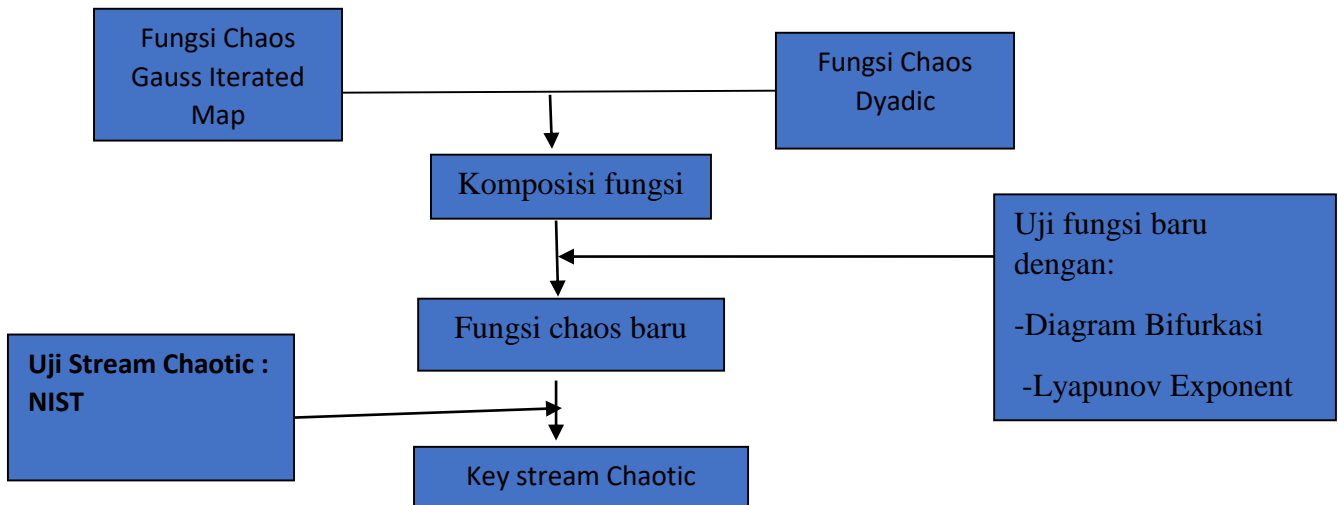 Fungsi Chaos
Gauss Iterated
Map
Fungsi Chaos
Dyadic
Komposisi fungsi
Uji fungsi baru
dengan:
-Diagram Bifurkasi
-Lyapunov Exponent
Fungsi chaos baru
Uji Stream Chaotic :
NIST
Key stream Chaotic